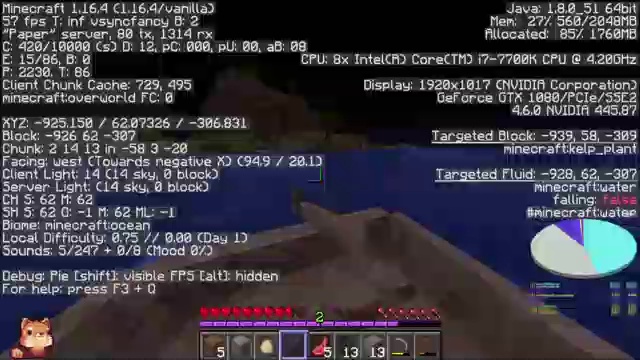 Minecraft 1.16.4 (1.16.4/vanilla)
57 fps T: inf vsyncfancy B: 2
"Paper" server, 80 tx, 1314 rx
C: 420/10000 (s) D: 12, pC: 000, pU: 00, aB: 08
E: 15/86, B: 0
P: 2230. T: 86
Client Chunk Cache: 729, 495
minecraft:overworld FC: 0
XYZ: -925.150 / 62.07326 / -306.831
Block: -926 62 -307
Chunk: 2 14 13 in -58 3 -20
Facing: west (Towards negative X) (94.9 / 20.1)
Client Light: 14 (14 sky, 0 block)
Server Light: (14 sky, 0 block)
CH S: 62 M: 62
SH S: 62 O: -1 M: 62 ML: -1
Biome: minecraft:ocean
Local Difficulty: 0.75 // 0.00 (Day 1)
Sounds: 5/247 + 0/8 (Mood 0%)
Debug: Pie [shift]: visible FPS [alt]: hidden
For help: press F3 + Q
Java: 1.8.0_51 64bit
Mem: 27% 560/2048MB
Allocated: 85% 1760MB
CPU: 8x Intel(R) Core(TM) i7-7700K CPU @ 4.20GHz
Display: 1920x1017 (NVIDIA Corporation)
GeForce GTX 1080/PCIe/SSE2
4.6.0 NVIDIA 445.87
Targeted Block: -939, 58, -309
minecraft:kelp_plant
Targeted Fluid: -928, 62, -307
minecraft:water
falling: false
#minecraft:water
2
5
5
13
13